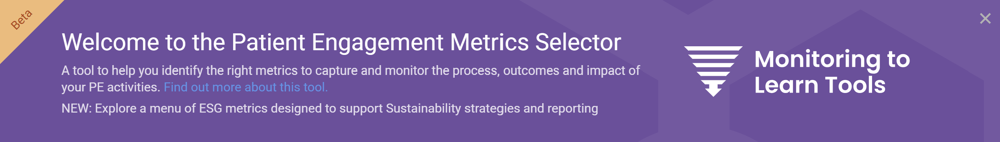 Beta
Welcome to the Patient Engagement Metrics Selector
A tool to help you identify the right metrics to capture and monitor the process, outcomes and impact of
your PE activities. Find out more about this tool.
NEW: Explore a menu of ESG metrics designed to support Sustainability strategies and reporting
Monitoring to
Learn Tools